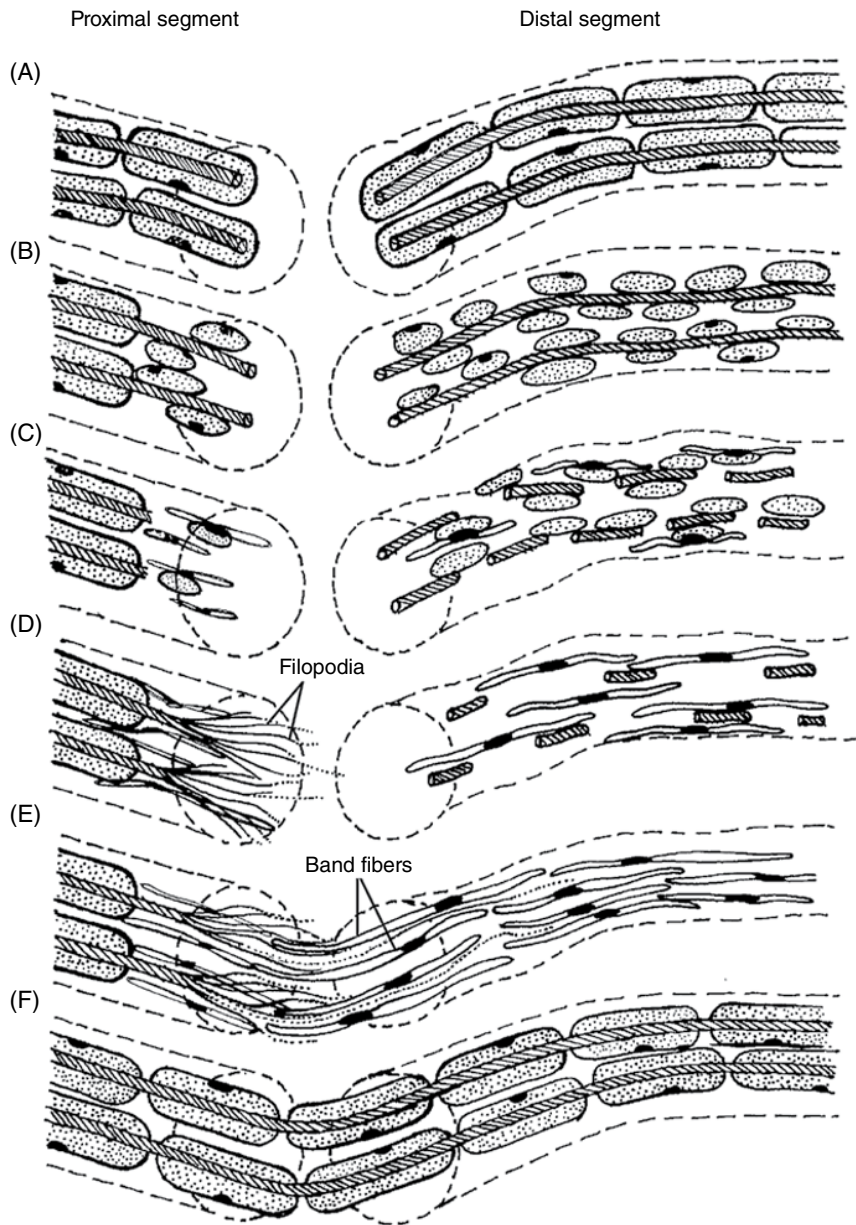 Proximal segment Distal segment
(A)
(B)
(C)
(D)
Filopodia
(E)
Band fibers
(F)